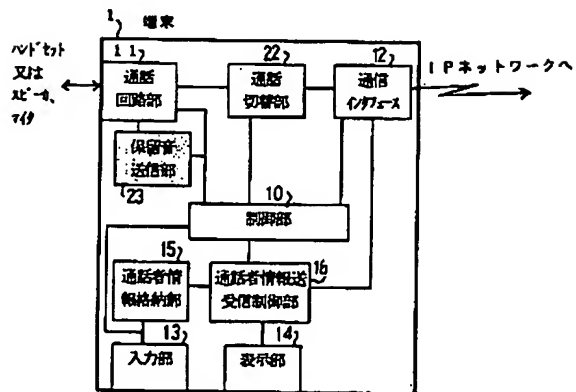 1 端末
ハンドセット
又は
スピーカ、
マイク
11
通話
回路部
22
通話
切替部
12
通信
インタフェース
IPネットワークへ
保留音
送信部
23
10
制御部
15
通話者情
報格納部
通話者情報送
受信制御部
16
13
入力部
14
表示部